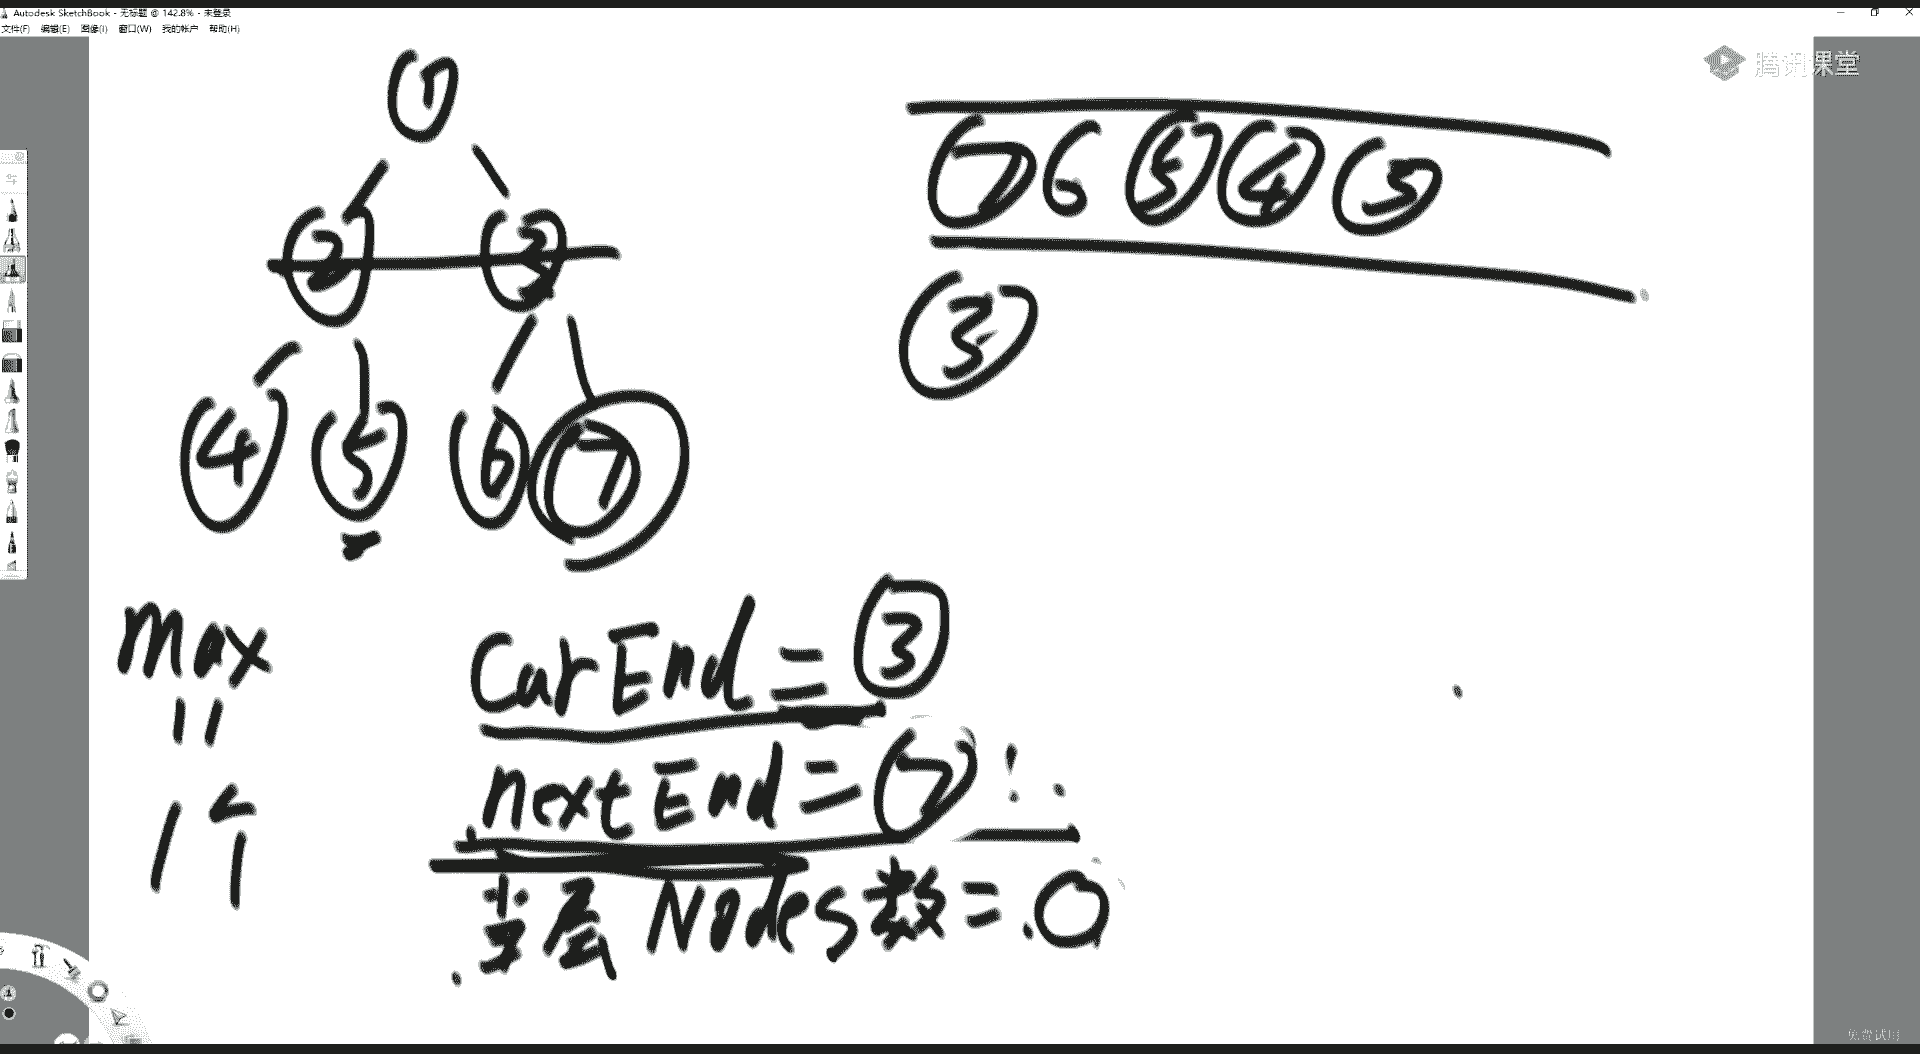 Autodesk SketchBook - 无标题 @ 142.8% - 未登录
文件(F) 编辑(E) 图像(I) 窗口(W) 我的帐户 帮助(H)
腾讯课堂
1
7 6 5 4 3
2 3
3
4 5 6 7
max
=
1个
CurEnd = 3
nextEnd = 7
当层 Nodes数 = 0
免费试用